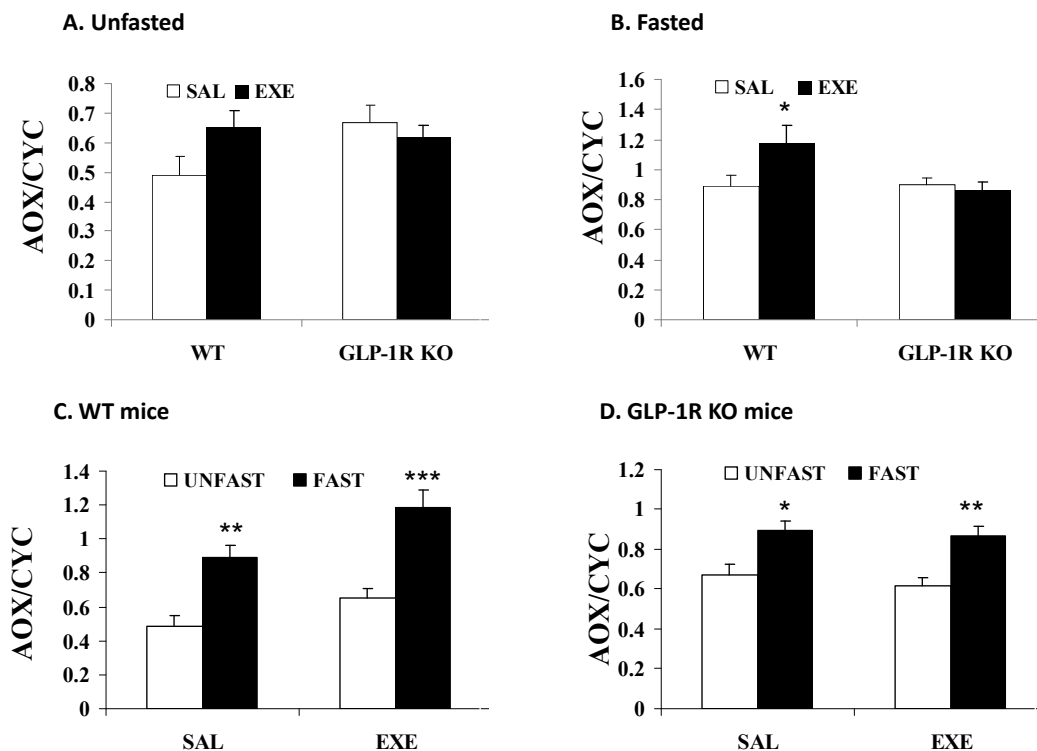 A. Unfasted
AOX/CYC
0.8
0.7
0.6
0.5
0.4
0.3
0.2
0.1
0
SAL EXE
WT GLP-1R KO
B. Fasted
AOX/CYC
1.6
1.4
1.2
1
0.8
0.6
0.4
0.2
0
SAL EXE
*
WT GLP-1R KO
C. WT mice
AOX/CYC
1.4
1.2
1
0.8
0.6
0.4
0.2
0
UNFAST FAST
**
***
SAL EXE
D. GLP-1R KO mice
AOX/CYC
1.2
1
0.8
0.6
0.4
0.2
0
UNFAST FAST
*
**
SAL EXE